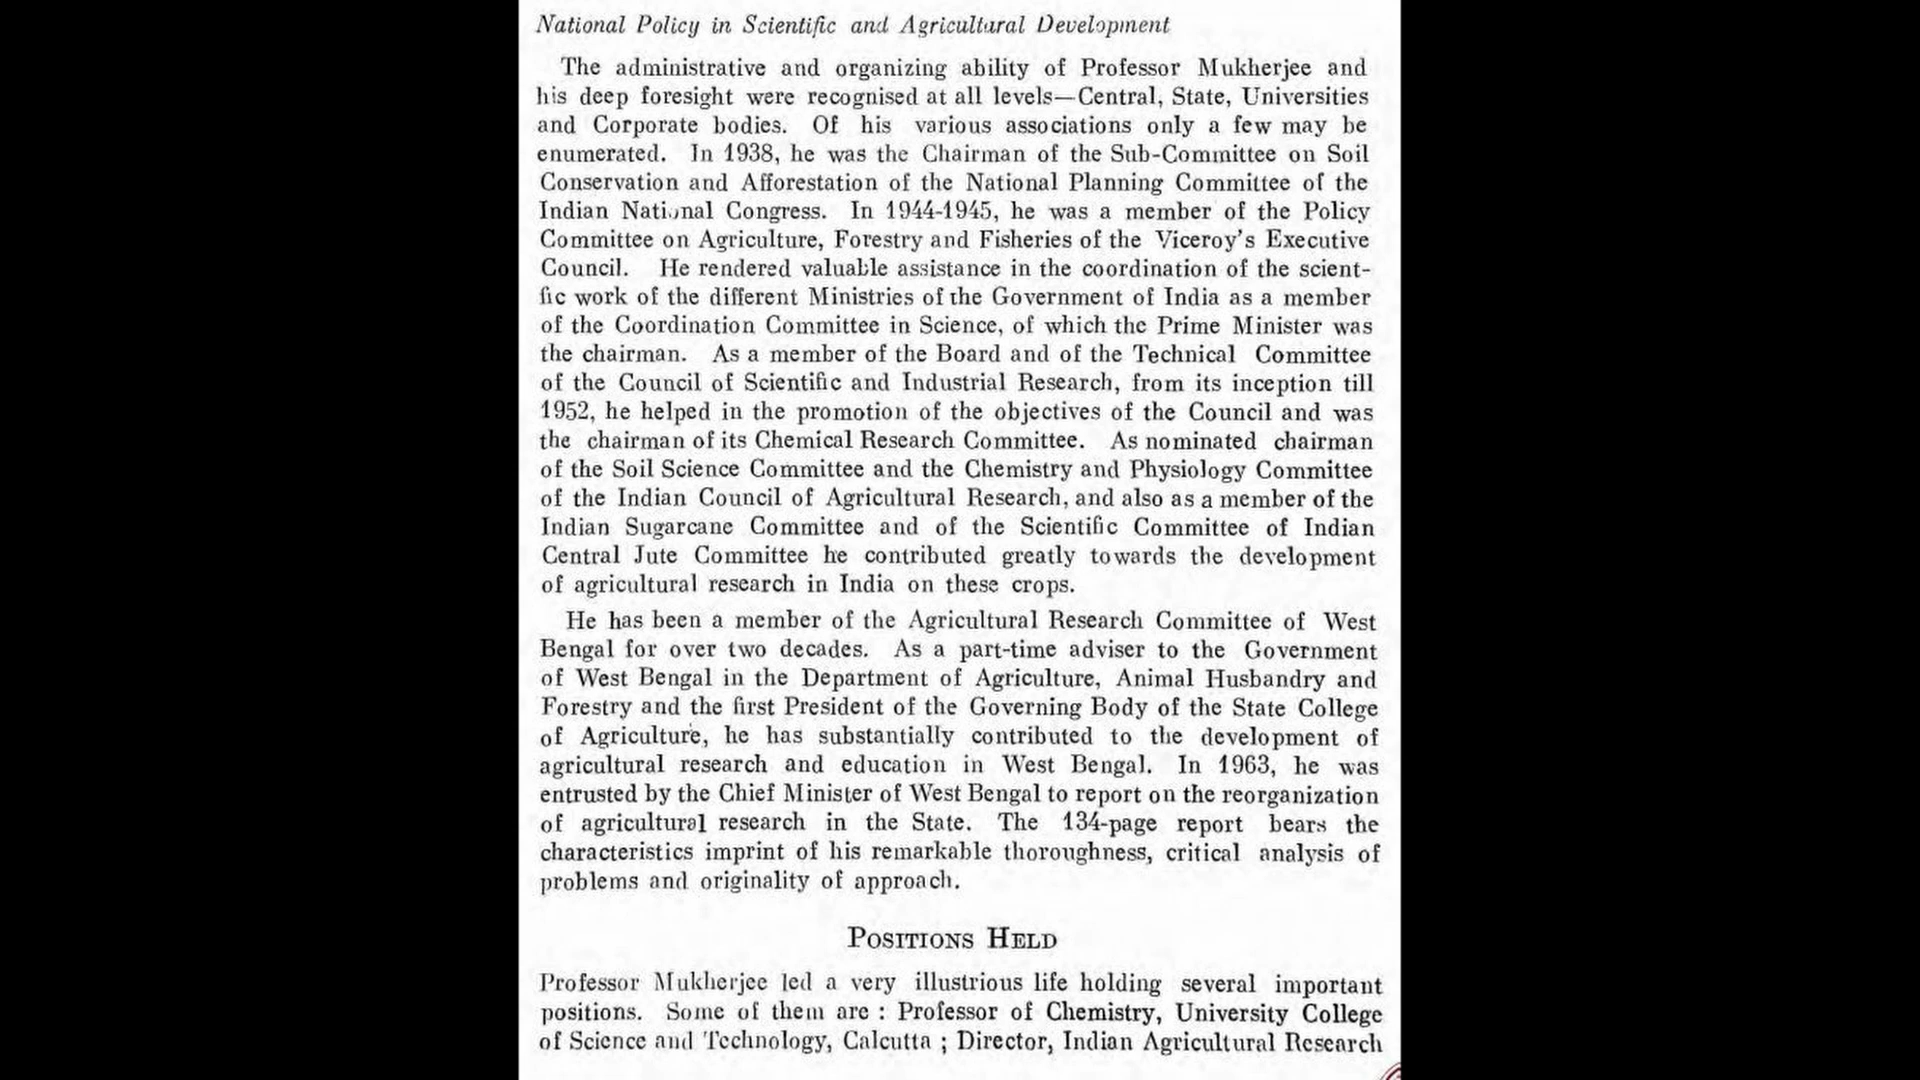 National Policy in Scientific and Agricultural Development
The administrative and organizing ability of Professor Mukherjee and
his deep foresight were recognised at all levels—Central, State, Universities
and Corporate bodies. Of his various associations only a few may be
enumerated. In 1938, he was the Chairman of the Sub-Committee on Soil
Conservation and Afforestation of the National Planning Committee of the
Indian National Congress. In 1944-1945, he was a member of the Policy
Committee on Agriculture, Forestry and Fisheries of the Viceroy's Executive
Council. He rendered valuable assistance in the coordination of the scient-
fic work of the different Ministries of the Government of India as a member
of the Coordination Committee in Science, of which the Prime Minister was
the chairman. As a member of the Board and of the Technical Committee
of the Council of Scientific and Industrial Research, from its inception till
1952, he helped in the promotion of the objectives of the Council and was
the chairman of its Chemical Research Committee. As nominated chairman
of the Soil Science Committee and the Chemistry and Physiology Committee
of the Indian Council of Agricultural Research, and also as a member of the
Indian Sugarcane Committee and of the Scientific Committee of Indian
Central Jute Committee he contributed greatly towards the development
of agricultural research in India on these crops.
He has been a member of the Agricultural Research Committee of West
Bengal for over two decades. As a part-time adviser to the Government
of West Bengal in the Department of Agriculture, Animal Husbandry and
Forestry and the first President of the Governing Body of the State College
of Agriculture, he has substantially contributed to the development of
agricultural research and education in West Bengal. In 1963, he was
entrusted by the Chief Minister of West Bengal to report on the reorganization
of agricultural research in the State. The 134-page report bears the
characteristics imprint of his remarkable thoroughness, critical analysis of
problems and originality of approach.
POSITIONS HELD
Professor Mukherjee led a very illustrious life holding several important
positions. Some of them are : Professor of Chemistry, University College
of Science and Technology, Calcutta ; Director, Indian Agricultural Research